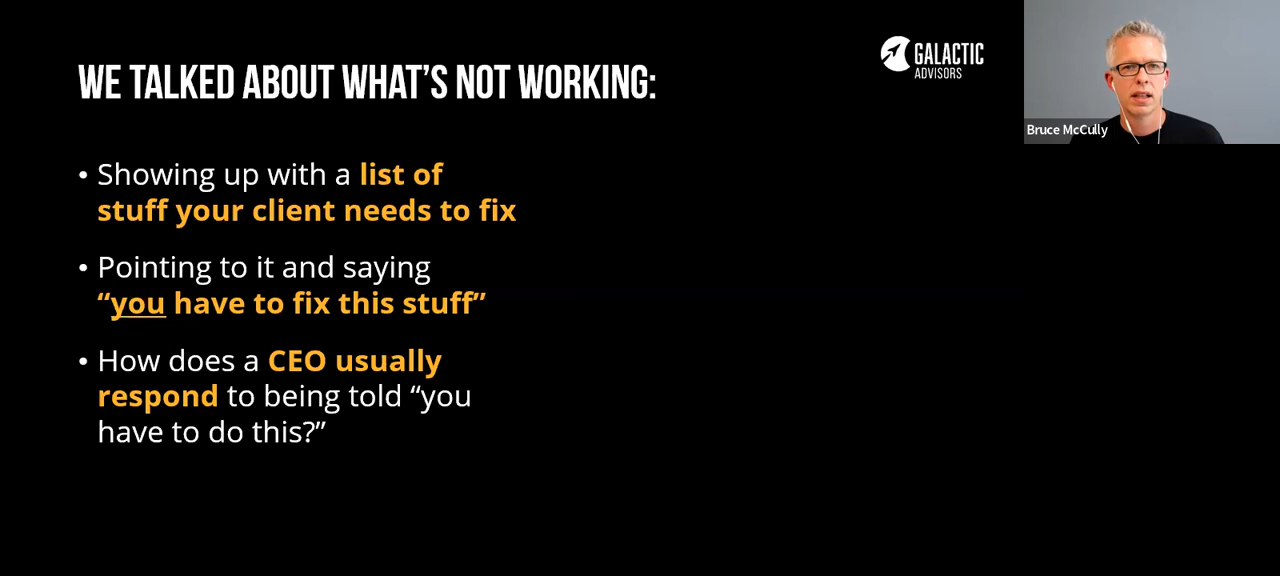 WE TALKED ABOUT WHAT'S NOT WORKING:
GALACTIC
ADVISORS
Bruce McCully
• Showing up with a list of
stuff your client needs to fix
• Pointing to it and saying
“you have to fix this stuff”
• How does a CEO usually
respond to being told “you
have to do this?”